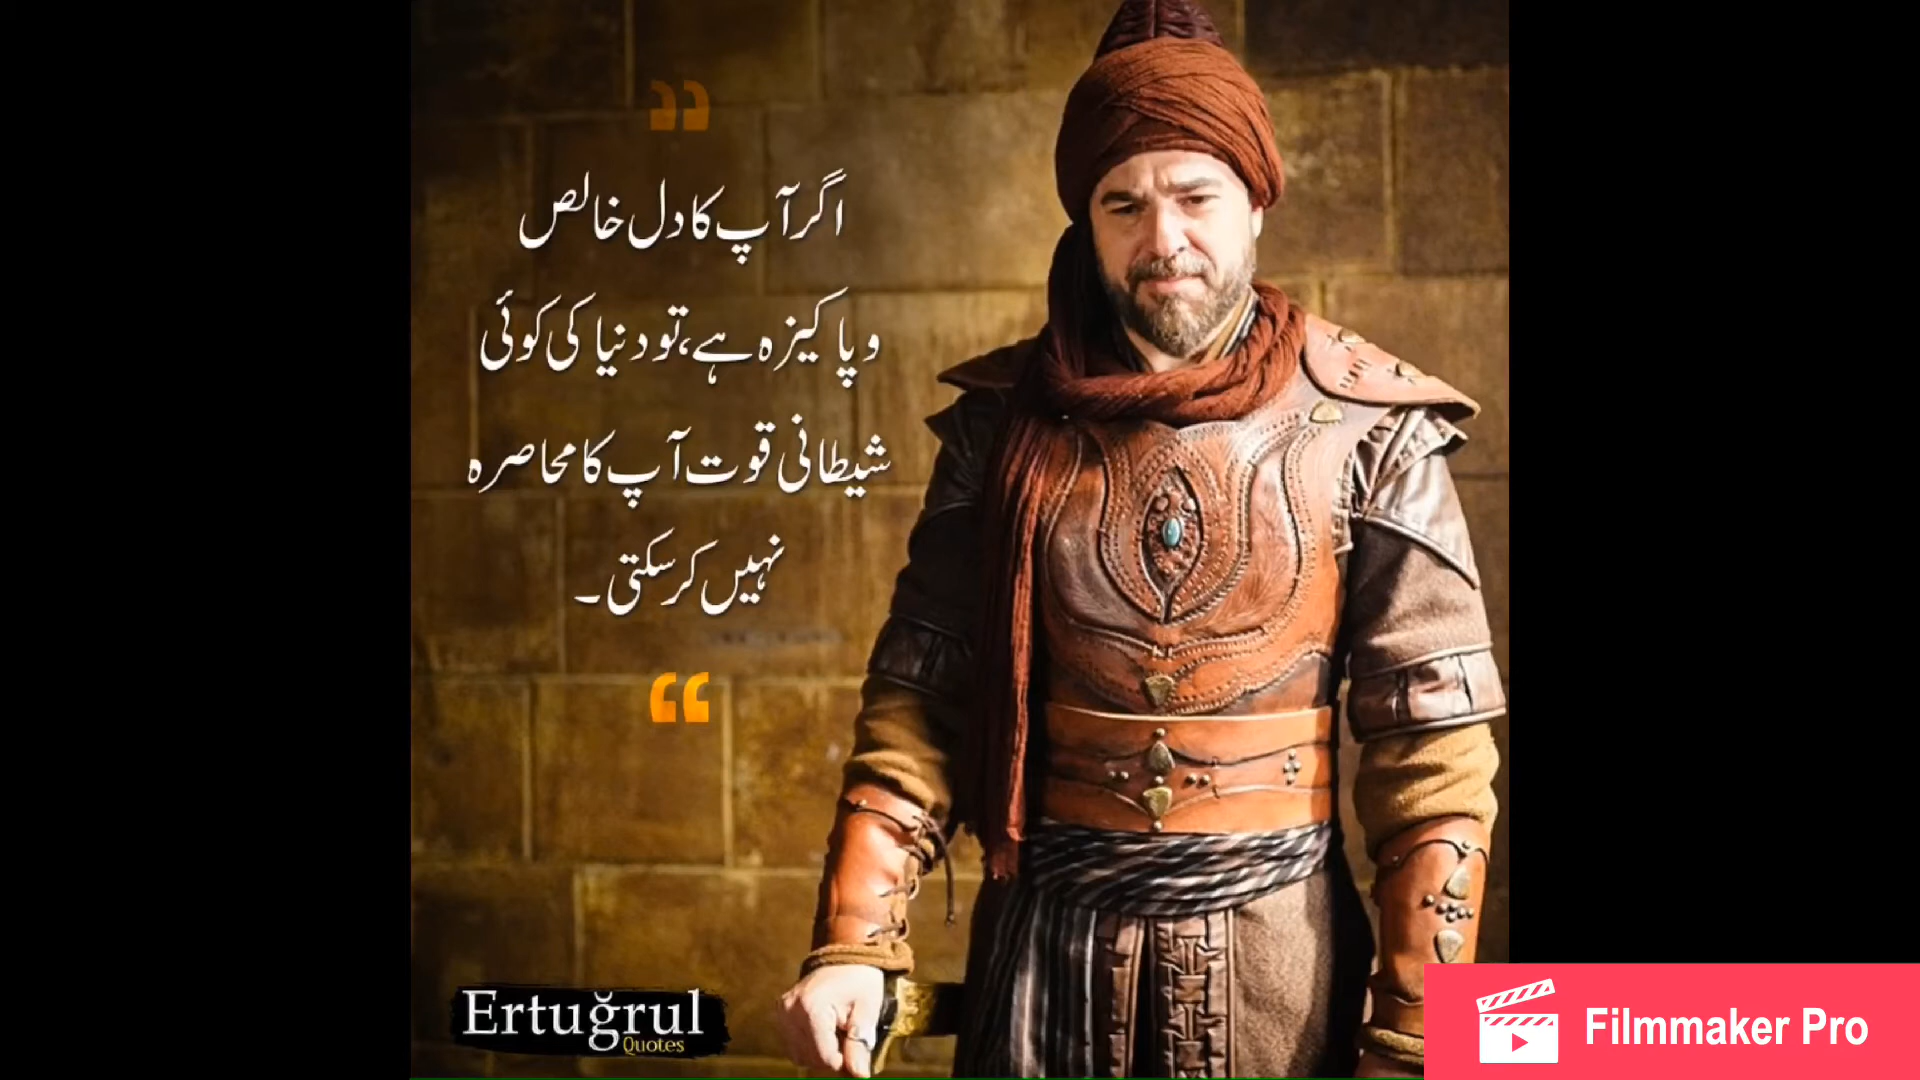 اگر آپ کا دل خالص
و پاکیزہ ہے، تو دنیا کی کوئی
شیطانی قوت آپ کا محاصرہ
نہیں کر سکتی۔
Ertuğrul
Quotes
Filmmaker Pro